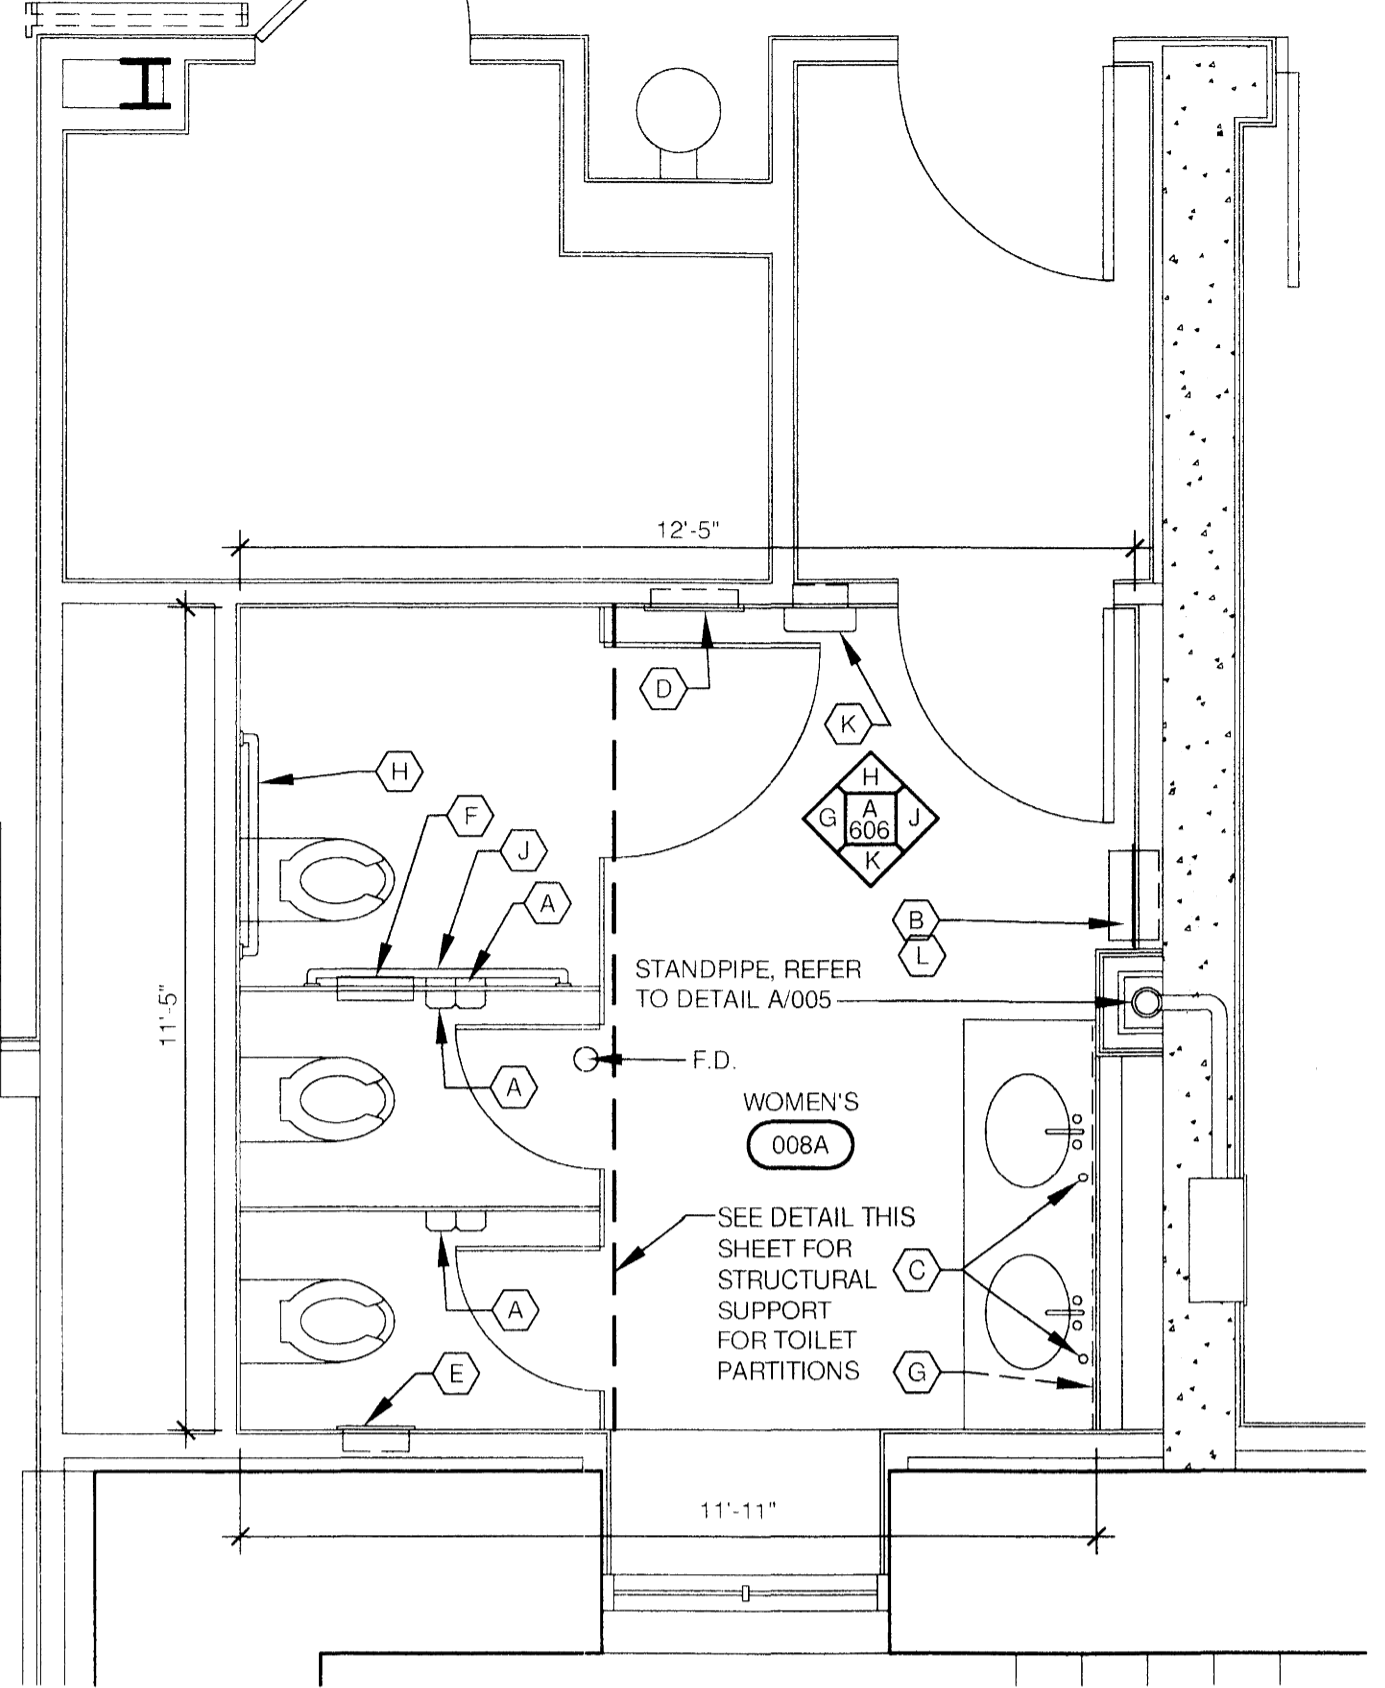 12'-5"
D
K
H
H
F
G
A
606
J
K
J
A
B
L
STANDPIPE, REFER
TO DETAIL A/005
11'-5"
F.D.
A
WOMEN'S
008A
SEE DETAIL THIS
SHEET FOR
STRUCTURAL
SUPPORT
FOR TOILET
PARTITIONS
C
A
E
G
11'-11"